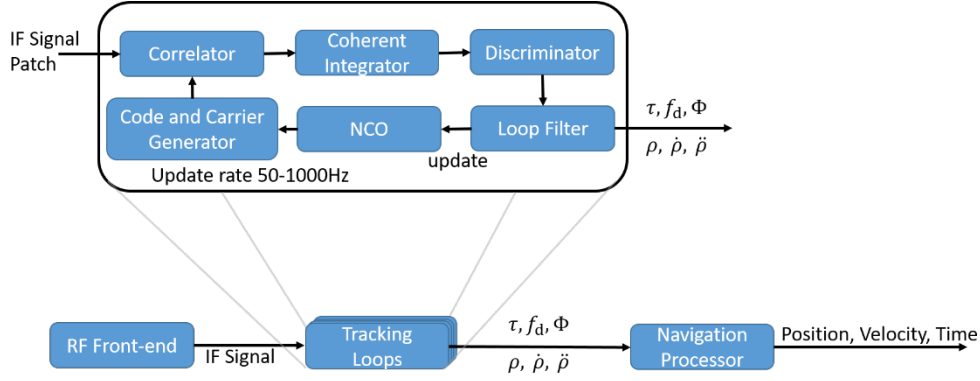 IF Signal
Patch
Correlator
Coherent
Integrator
Discriminator
Code and Carrier
Generator
NCO
Loop Filter
update
Update rate 50-1000Hz
τ, f_d, Φ
ρ, ρ̇, ρ̈
RF Front-end
IF Signal
Tracking
Loops
τ, f_d, Φ
ρ, ρ̇, ρ̈
Navigation
Processor
Position, Velocity, Time